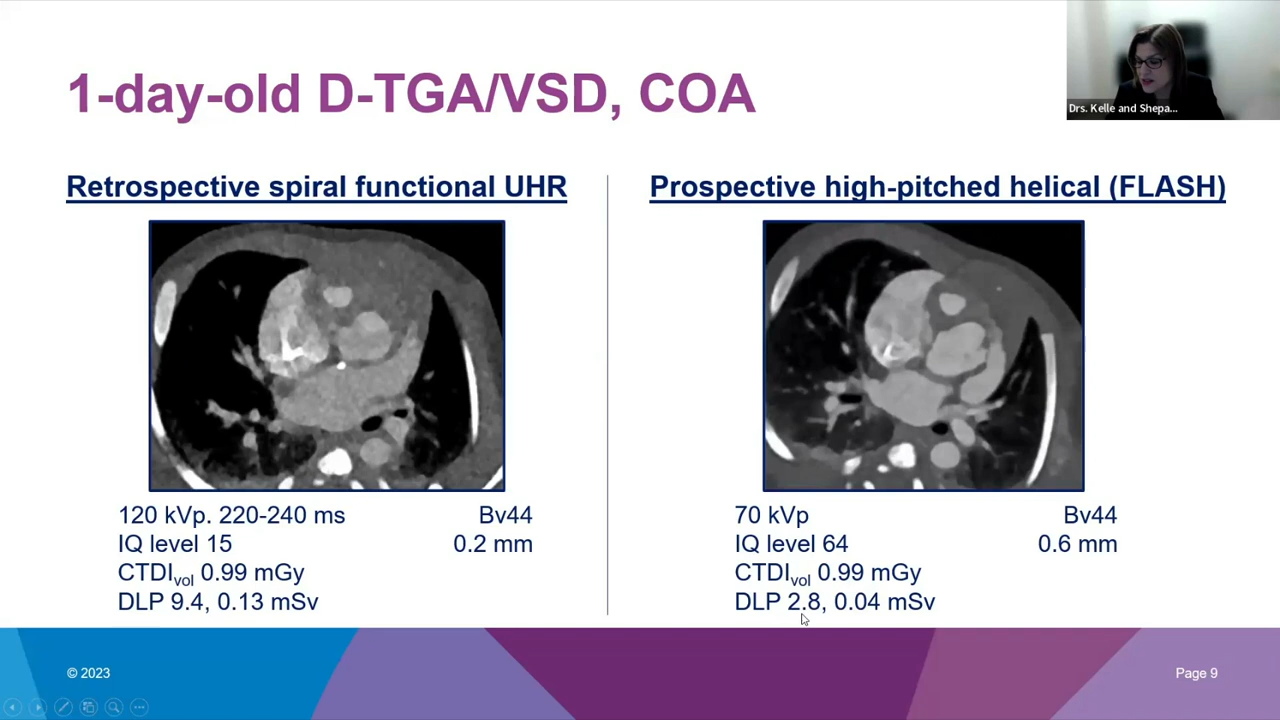 1-day-old D-TGA/VSD, COA
Drs. Kelle and Shepa...
Retrospective spiral functional UHR
120 kVp. 220-240 ms Bv44
IQ level 15 0.2 mm
CTDIvol 0.99 mGy
DLP 9.4, 0.13 mSv
Prospective high-pitched helical (FLASH)
70 kVp Bv44
IQ level 64 0.6 mm
CTDIvol 0.99 mGy
DLP 2.8, 0.04 mSv
© 2023
Page 9